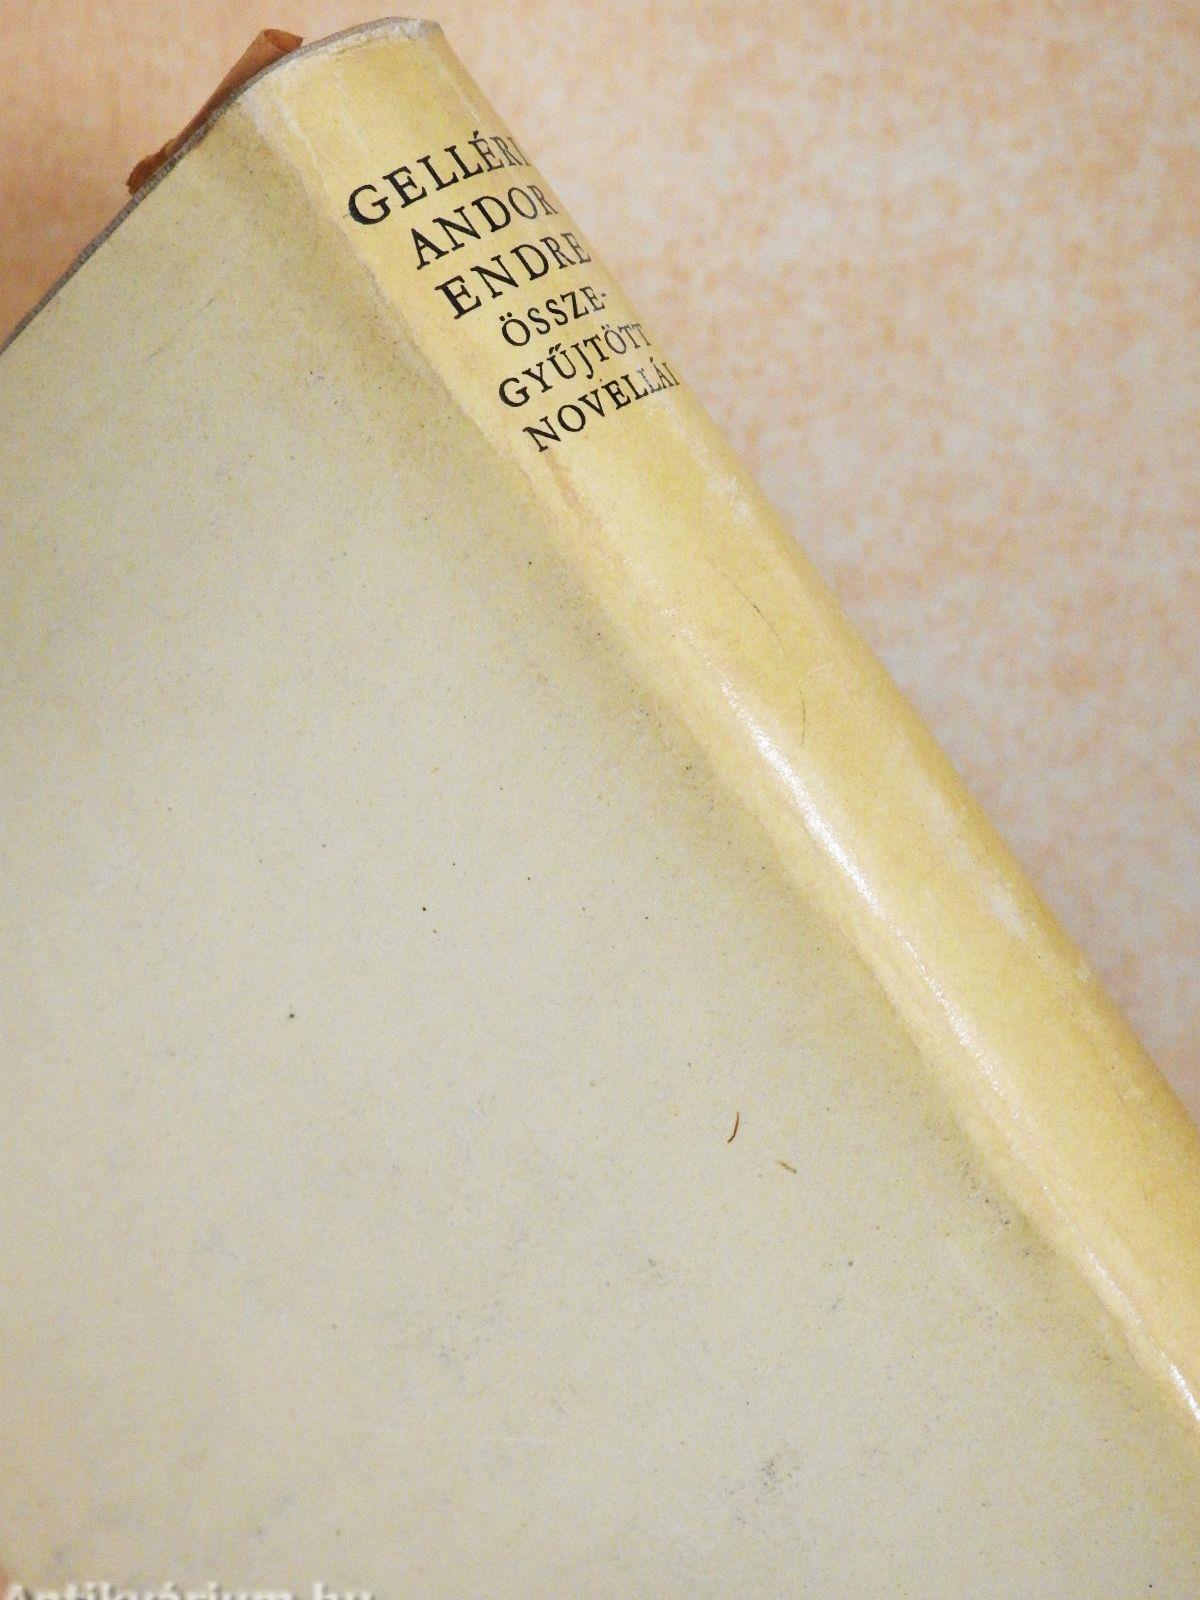 GELLÉRI
ANDOR
ENDRE
ÖSSZE-
GYŰJTÖTT
NOVELLÁI
Antikvárium.hu